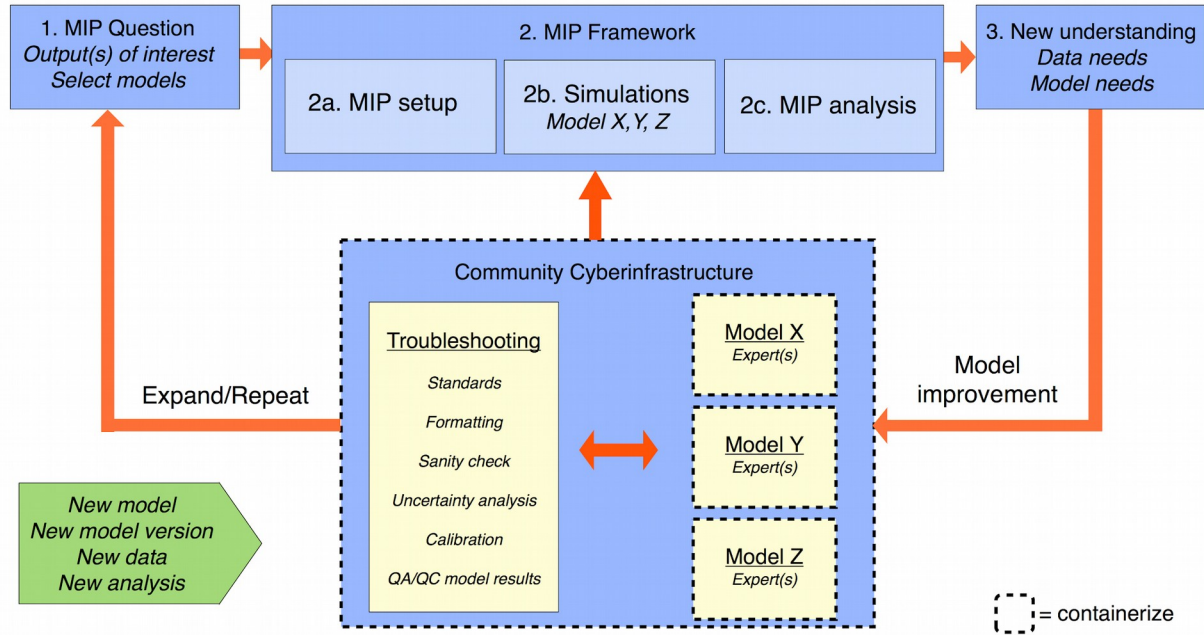 1. MIP Question
Output(s) of interest
Select models
2. MIP Framework
2a. MIP setup
2b. Simulations
Model X, Y, Z
2c. MIP analysis
3. New understanding
Data needs
Model needs
Community Cyberinfrastructure
Troubleshooting
Standards
Formatting
Sanity check
Uncertainty analysis
Calibration
QA/QC model results
Model X
Expert(s)
Model Y
Expert(s)
Model Z
Expert(s)
Expand/Repeat
Model
improvement
New model
New model version
New data
New analysis
= containerize